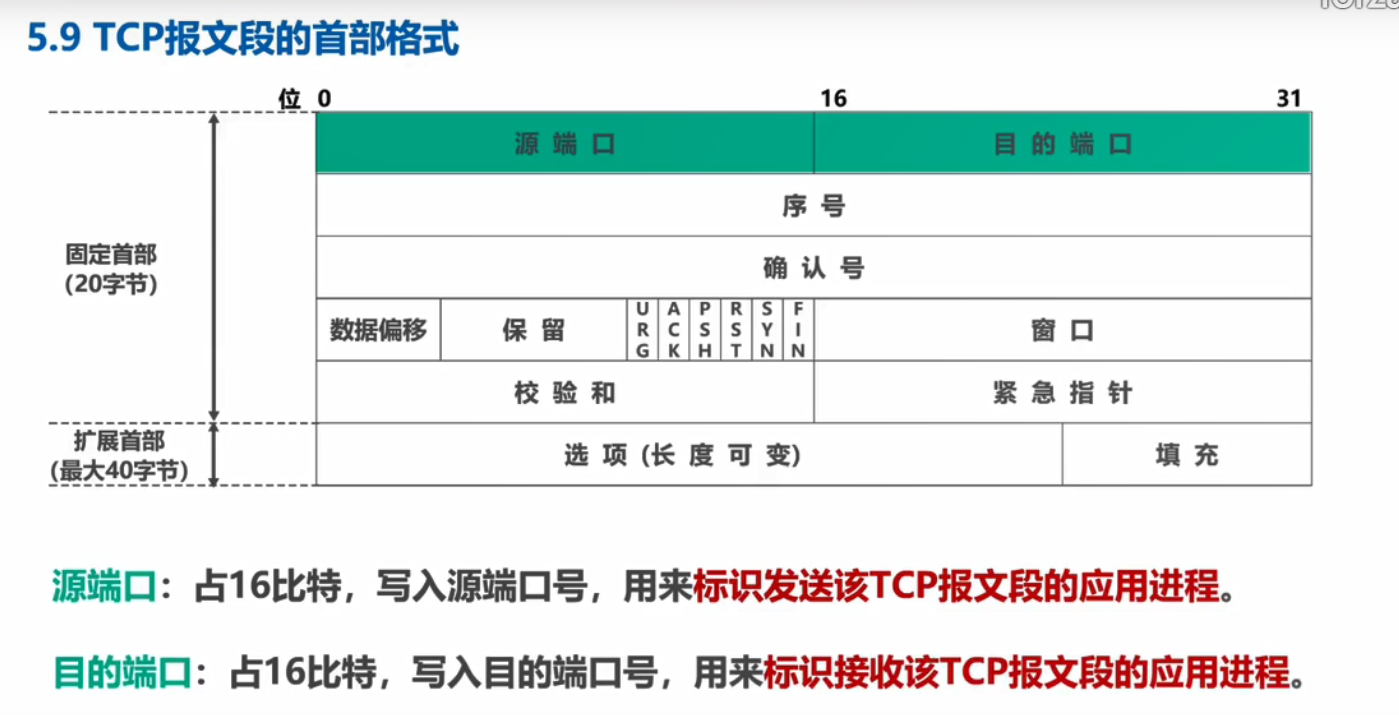 5.9 TCP报文段的首部格式
位 0 16 31
源端口 目的端口
序号
固定首部
(20字节)
确认号
数据偏移 保留 URG ACK PSH RST SYN FIN 窗口
校验和 紧急指针
扩展首部
(最大40字节)
选项(长度可变) 填充
源端口：占16比特，写入源端口号，用来标识发送该TCP报文段的应用进程。
目的端口：占16比特，写入目的端口号，用来标识接收该TCP报文段的应用进程。